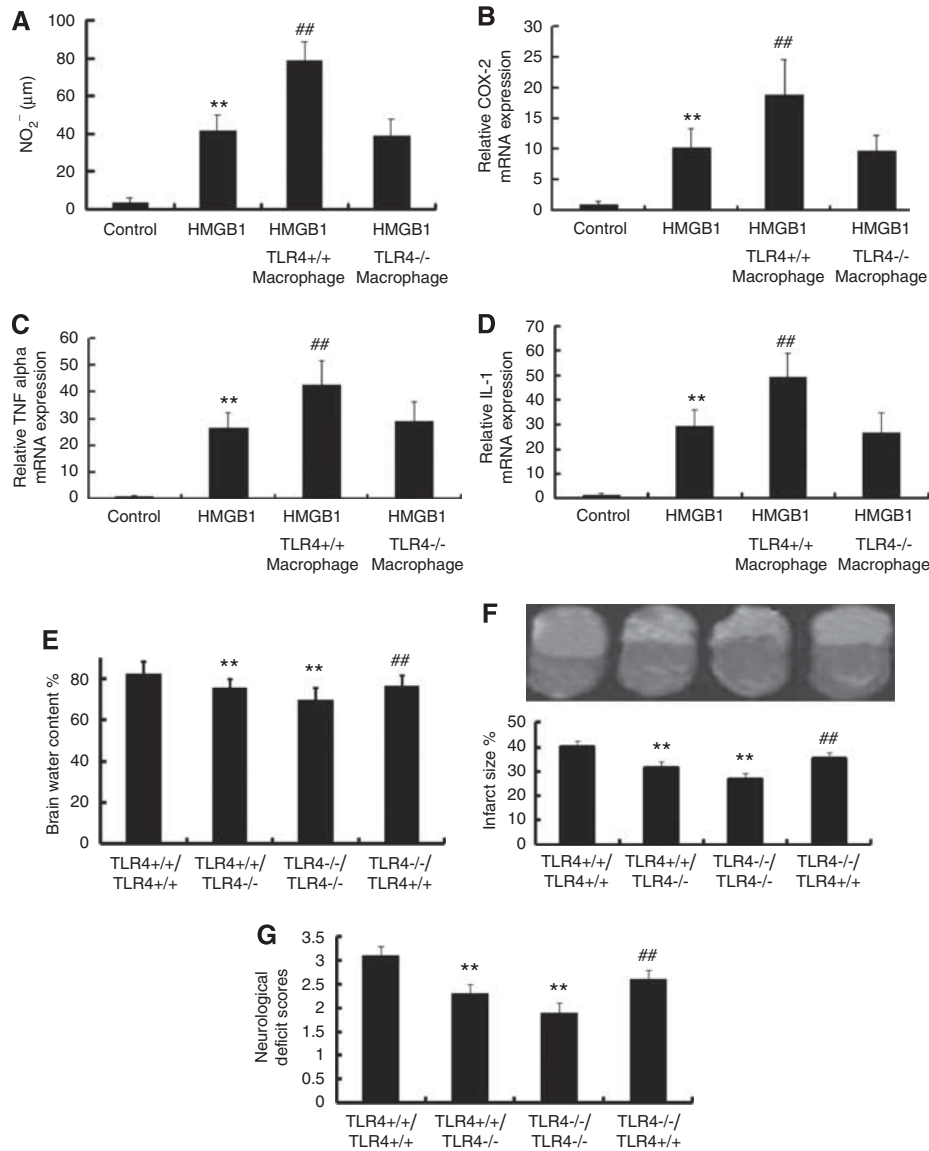 A
NO2− (μm)
100
80
60
40
20
0
**
##
Control
HMGB1
HMGB1
TLR4+/+
Macrophage
HMGB1
TLR4-/-
Macrophage
B
Relative COX-2
mRNA expression
30
25
20
15
10
5
0
**
##
Control
HMGB1
HMGB1
TLR4+/+
Macrophage
HMGB1
TLR4-/-
Macrophage
C
Relative TNF alpha
mRNA expression
60
50
40
30
20
10
0
**
##
Control
HMGB1
HMGB1
TLR4+/+
Macrophage
HMGB1
TLR4-/-
Macrophage
D
Relative IL-1
mRNA expression
70
60
50
40
30
20
10
0
**
##
Control
HMGB1
HMGB1
TLR4+/+
Macrophage
HMGB1
TLR4-/-
Macrophage
E
Brain water content %
80
60
40
20
0
**
**
##
TLR4+/+/
TLR4+/+
TLR4+/+/
TLR4-/-
TLR4-/-/
TLR4-/-
TLR4-/-/
TLR4+/+
F
Infarct size %
50
40
30
20
10
0
**
**
##
TLR4+/+/
TLR4+/+
TLR4+/+/
TLR4-/-
TLR4-/-/
TLR4-/-
TLR4-/-/
TLR4+/+
G
Neurological
deficit scores
3.5
3
2.5
2
1.5
1
0.5
0
**
**
##
TLR4+/+/
TLR4+/+
TLR4+/+/
TLR4-/-
TLR4-/-/
TLR4-/-
TLR4-/-/
TLR4+/+